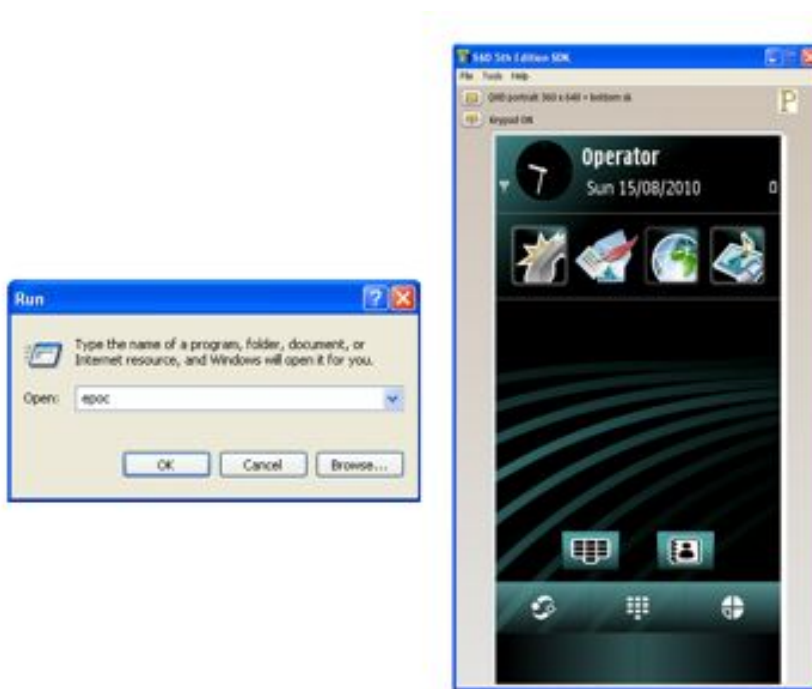 Run
Type the name of a program, folder, document, or
Internet resource, and Windows will open it for you.
Open:
epoc
OK
Cancel
Browse...
S60 5th Edition SDK
File Tools Help
QHD portrait 360 x 640 + bottom sk
Keypad ON
P
Operator
Sun 15/08/2010